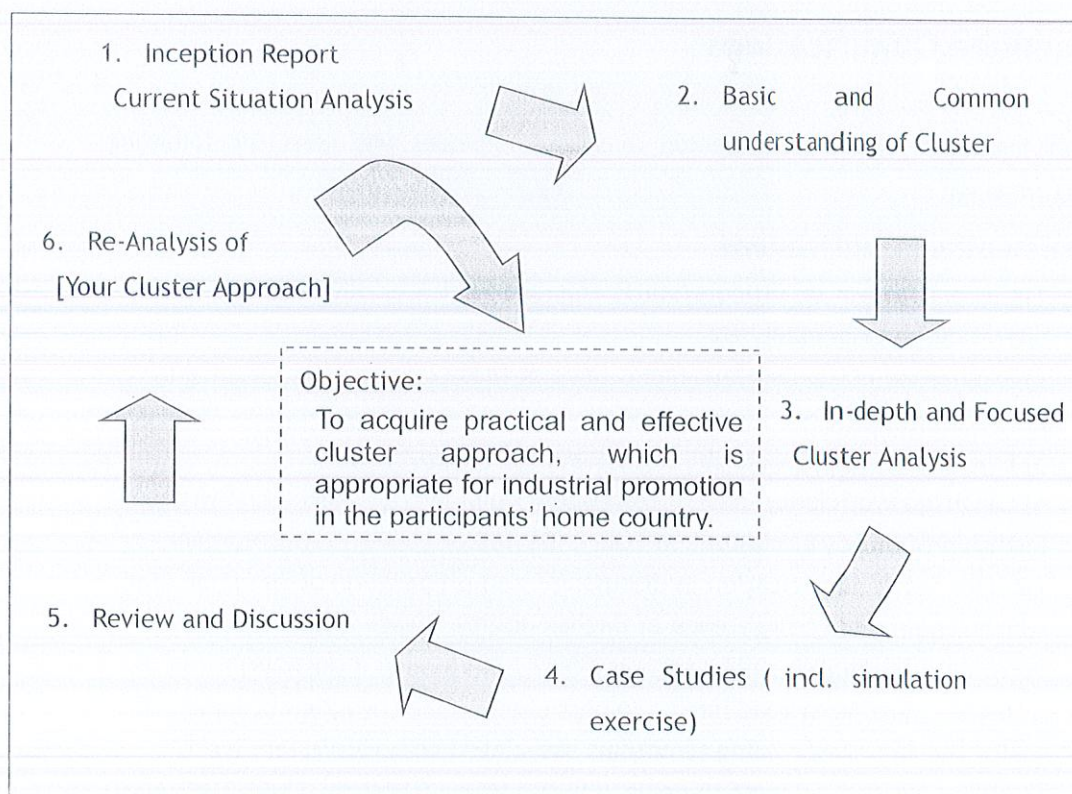 1. Inception Report
Current Situation Analysis
2. Basic and Common
understanding of Cluster
3. In-depth and Focused
Cluster Analysis
4. Case Studies ( incl. simulation
exercise)
5. Review and Discussion
6. Re-Analysis of
[Your Cluster Approach]
Objective:
To acquire practical and effective
cluster approach, which is
appropriate for industrial promotion
in the participants' home country.